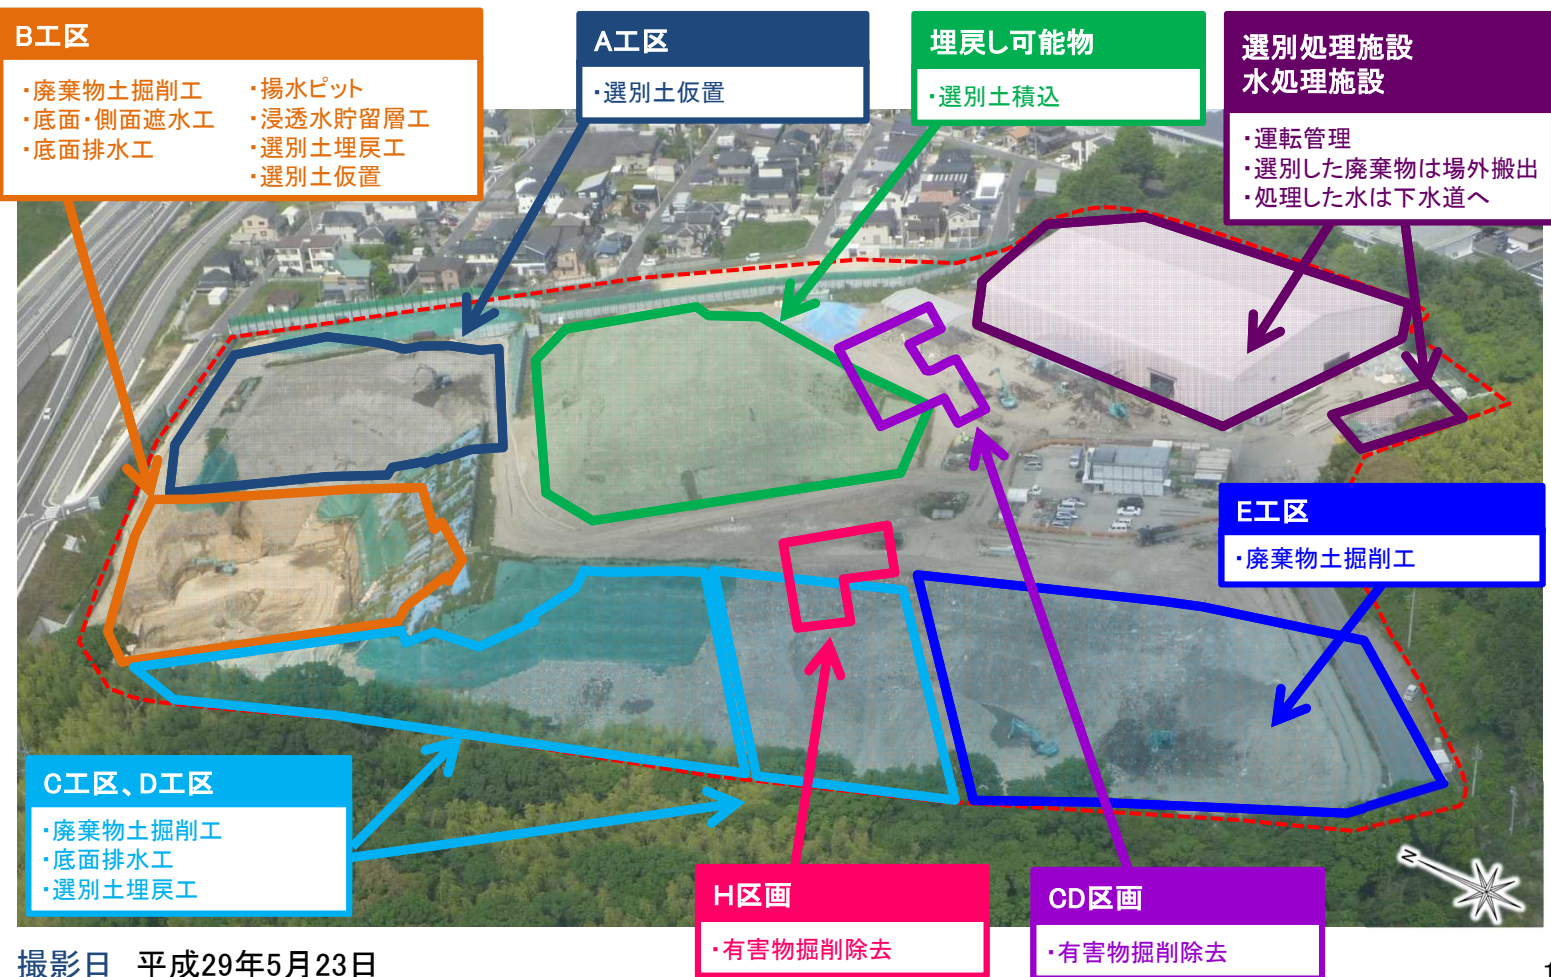 B工区
・廃棄物土掘削工
・底面・側面遮水工
・底面排水工
・揚水ピット
・浸透水貯留層工
・選別土埋戻工
・選別土仮置
A工区
・選別土仮置
埋戻し可能物
・選別土積込
選別処理施設
水処理施設
・運転管理
・選別した廃棄物は場外搬出
・処理した水は下水道へ
E工区
・廃棄物土掘削工
C工区、D工区
・廃棄物土掘削工
・底面排水工
・選別土埋戻工
H区画
・有害物掘削除去
CD区画
・有害物掘削除去
N
撮影日 平成29年5月23日